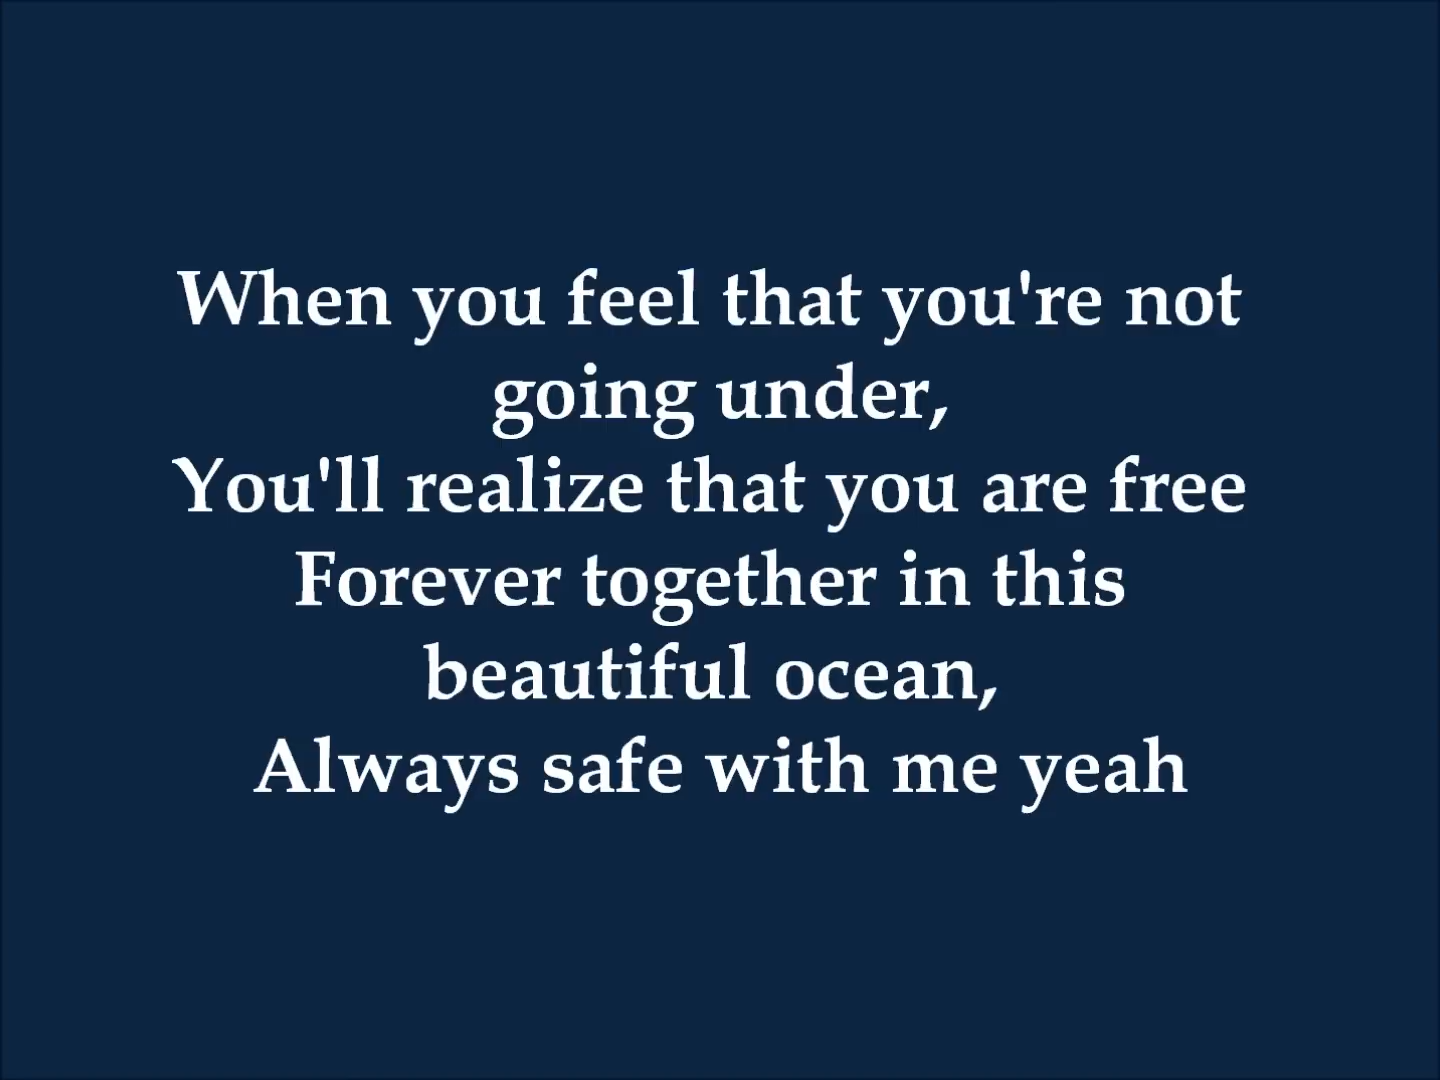 When you feel that you're not
going under,
You'll realize that you are free
Forever together in this
beautiful ocean,
Always safe with me yeah